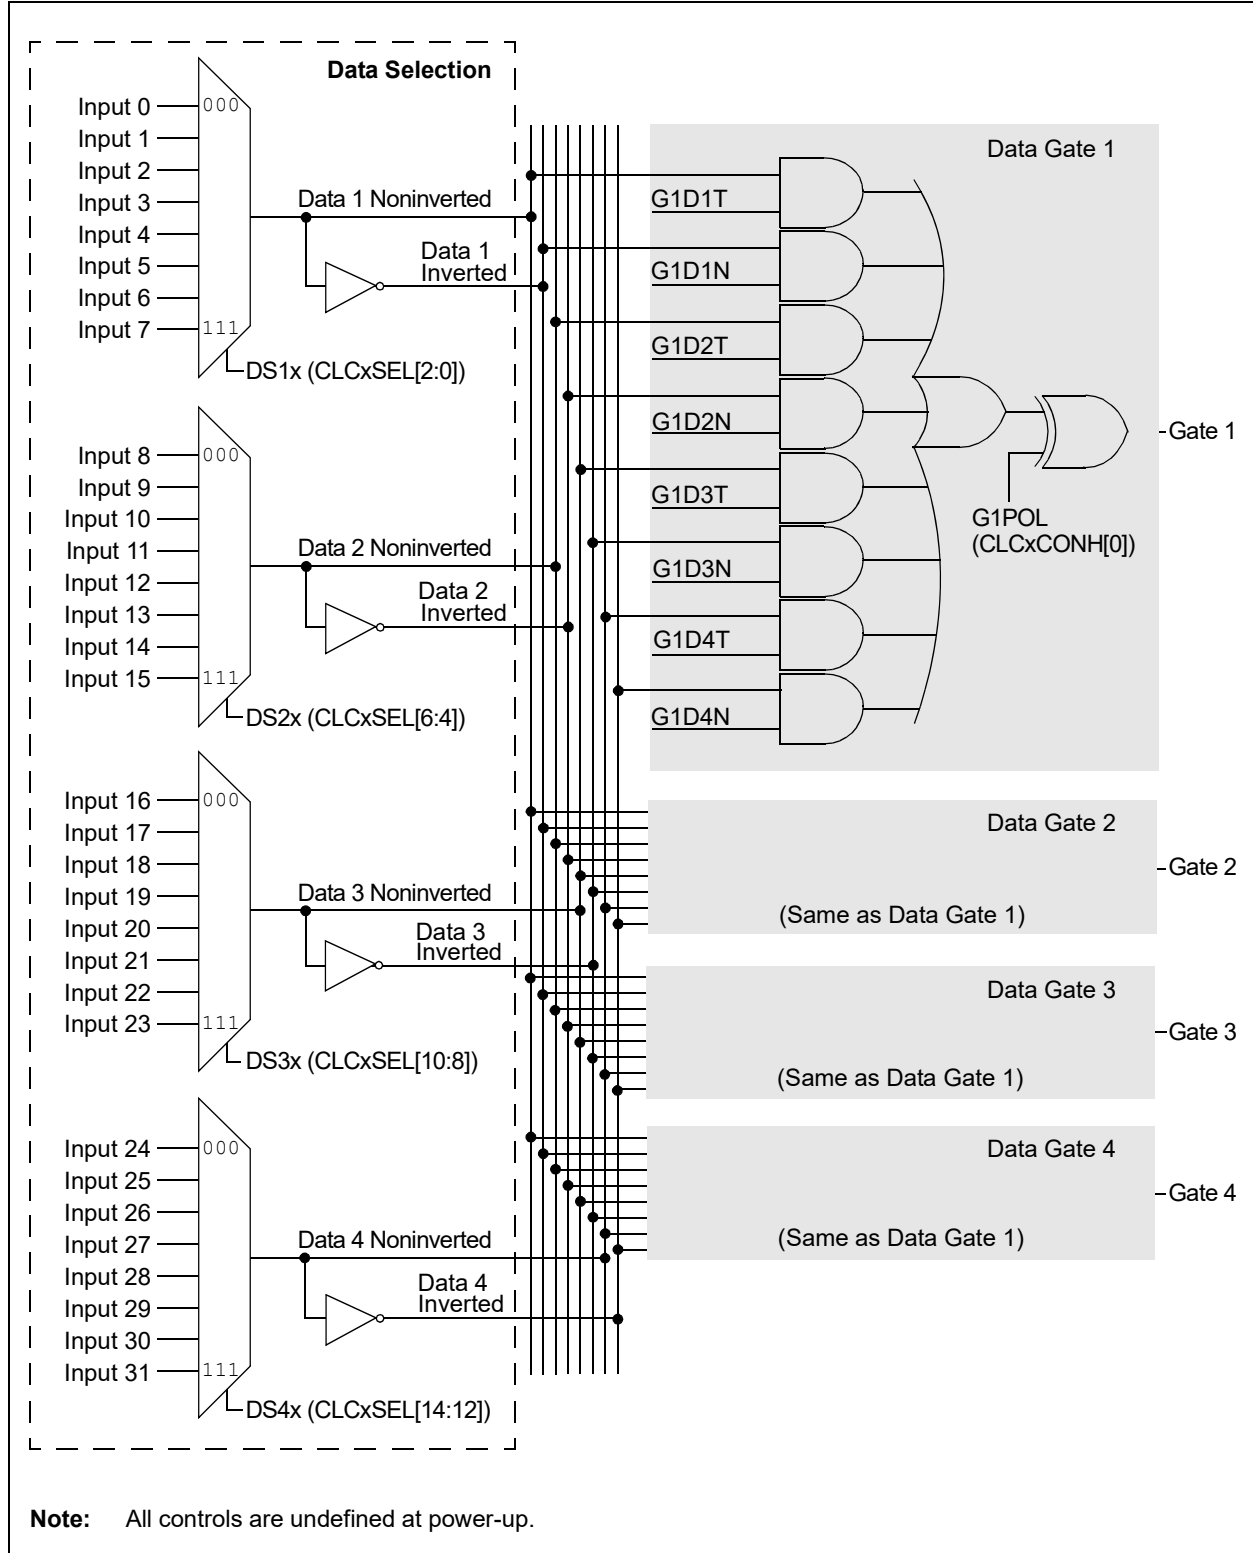 Data Selection
Input 0
000
Input 1
Input 2
Input 3
Input 4
Input 5
Input 6
Input 7
111
Data 1 Noninverted
Data 1
Inverted
DS1x (CLCxSEL[2:0])
Input 8
000
Input 9
Input 10
Input 11
Input 12
Input 13
Input 14
Input 15
111
Data 2 Noninverted
Data 2
Inverted
DS2x (CLCxSEL[6:4])
Input 16
000
Input 17
Input 18
Input 19
Input 20
Input 21
Input 22
Input 23
111
Data 3 Noninverted
Data 3
Inverted
DS3x (CLCxSEL[10:8])
Input 24
000
Input 25
Input 26
Input 27
Input 28
Input 29
Input 30
Input 31
111
Data 4 Noninverted
Data 4
Inverted
DS4x (CLCxSEL[14:12])
Data Gate 1
G1D1T
G1D1N
G1D2T
G1D2N
G1D3T
G1D3N
G1D4T
G1D4N
G1POL
(CLCxCONH[0])
Gate 1
Data Gate 2
(Same as Data Gate 1)
Gate 2
Data Gate 3
(Same as Data Gate 1)
Gate 3
Data Gate 4
(Same as Data Gate 1)
Gate 4
Note: All controls are undefined at power-up.